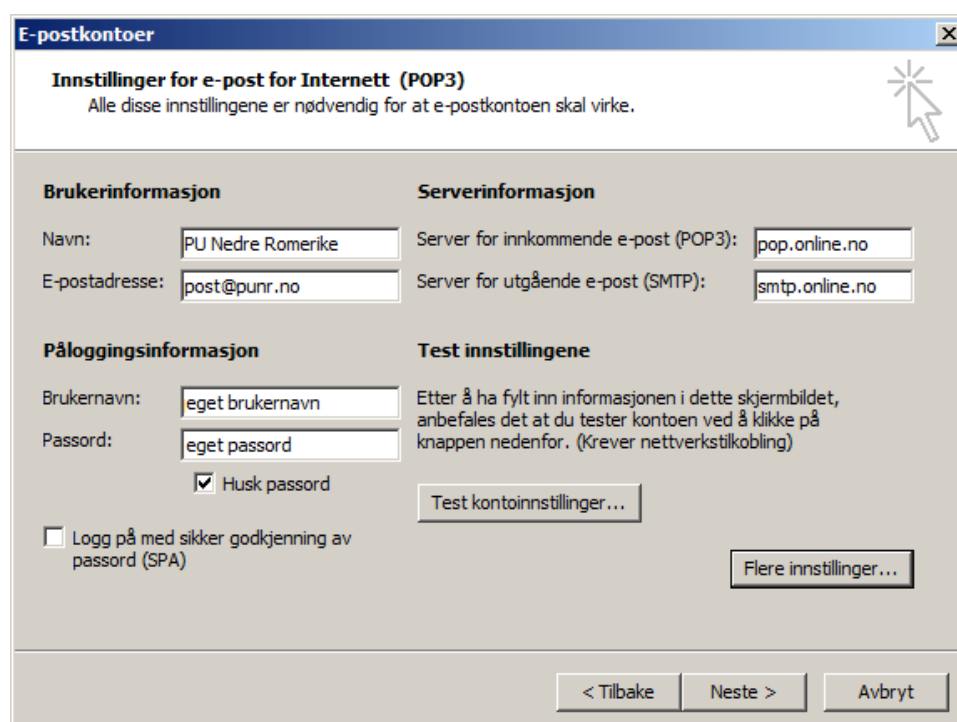 E-postkontoer
Innstillinger for e-post for Internett (POP3)
Alle disse innstillingene er nødvendig for at e-postkontoen skal virke.
Brukerinformasjon
Navn: PU Nedre Romerike
E-postadresse: post@punr.no
Serverinformasjon
Server for innkommende e-post (POP3): pop.online.no
Server for utgående e-post (SMTP): smtp.online.no
Påloggingsinformasjon
Brukernavn: eget brukernavn
Passord: eget passord
Husk passord
Logg på med sikker godkjenning av
passord (SPA)
Test innstillingene
Etter å ha fylt inn informasjonen i dette skjermbildet,
anbefales det at du tester kontoen ved å klikke på
knappen nedenfor. (Krever nettverkstilkobling)
Test kontoinnstillinger...
Flere innstillinger...
< Tilbake
Neste >
Avbryt